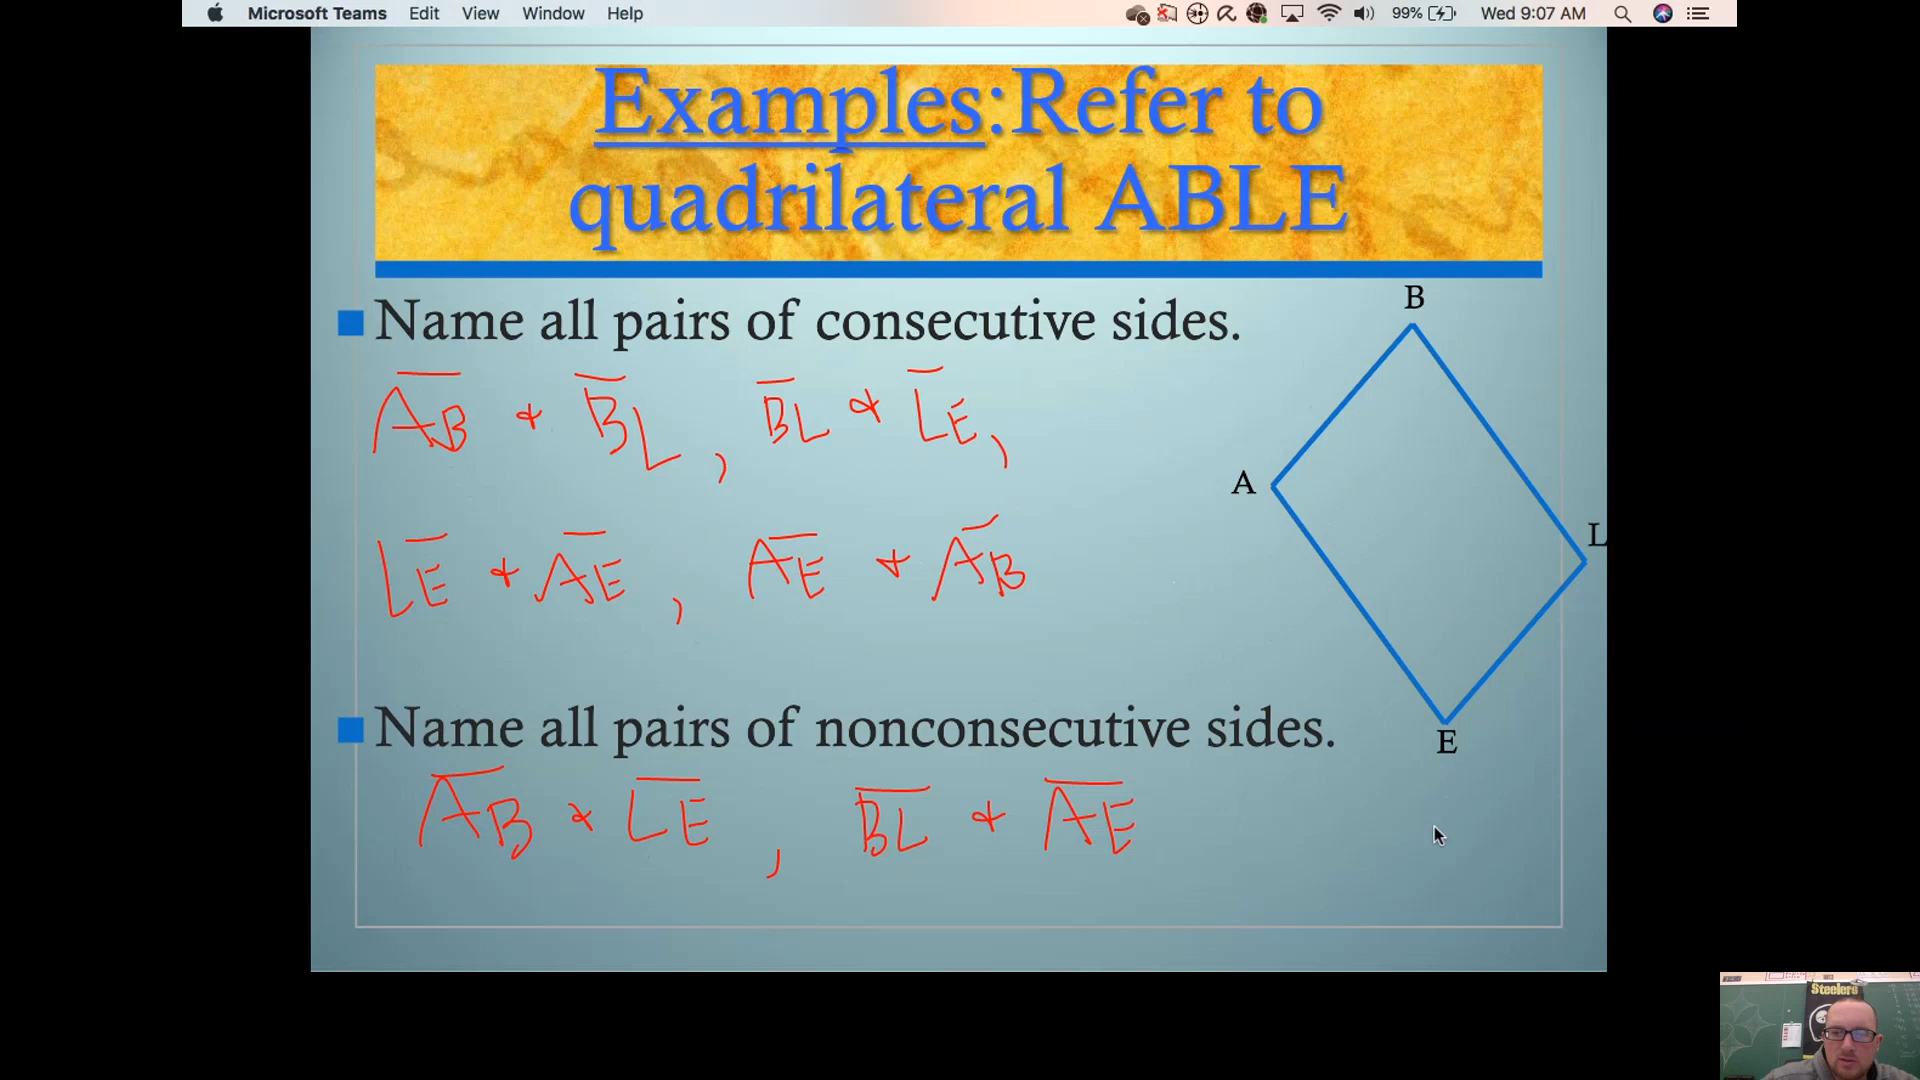 Microsoft Teams Edit View Window Help 99% Wed 9:07 AM
Examples:Refer to
quadrilateral ABLE
Name all pairs of consecutive sides.
AB & BL, BL & LE,
LE & AE, AE & AB
Name all pairs of nonconsecutive sides.
AB & LE, BL & AE
B
A
L
E
Steelers